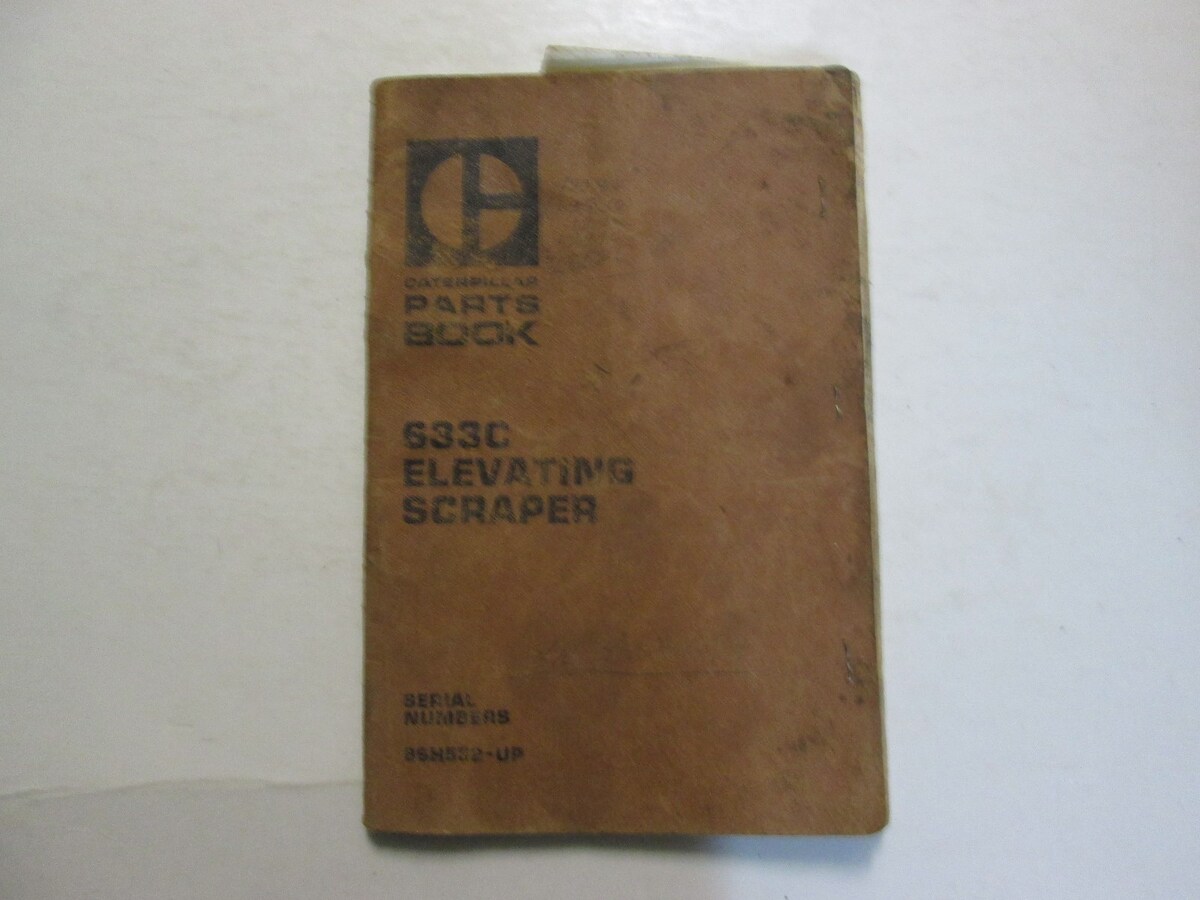 CATERPILLAR
PARTS
BOOK
633C
ELEVATING
SCRAPER
SERIAL
NUMBERS